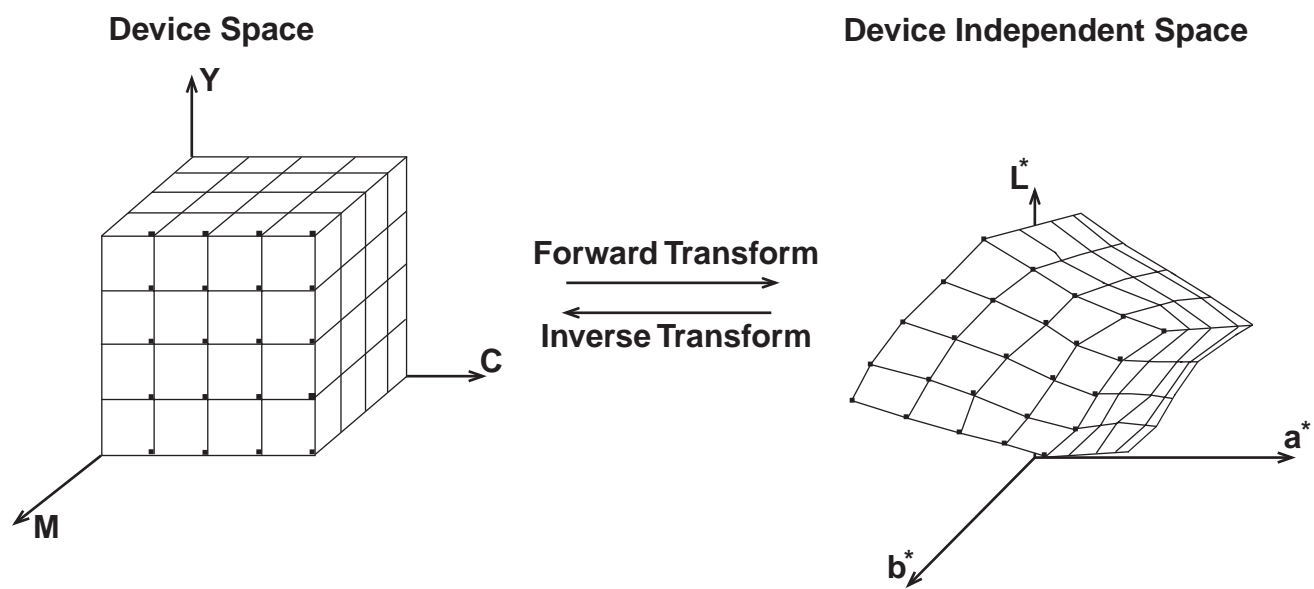 Device Space
Device Independent Space
Y
L*
Forward Transform
Inverse Transform
C
a*
M
b*